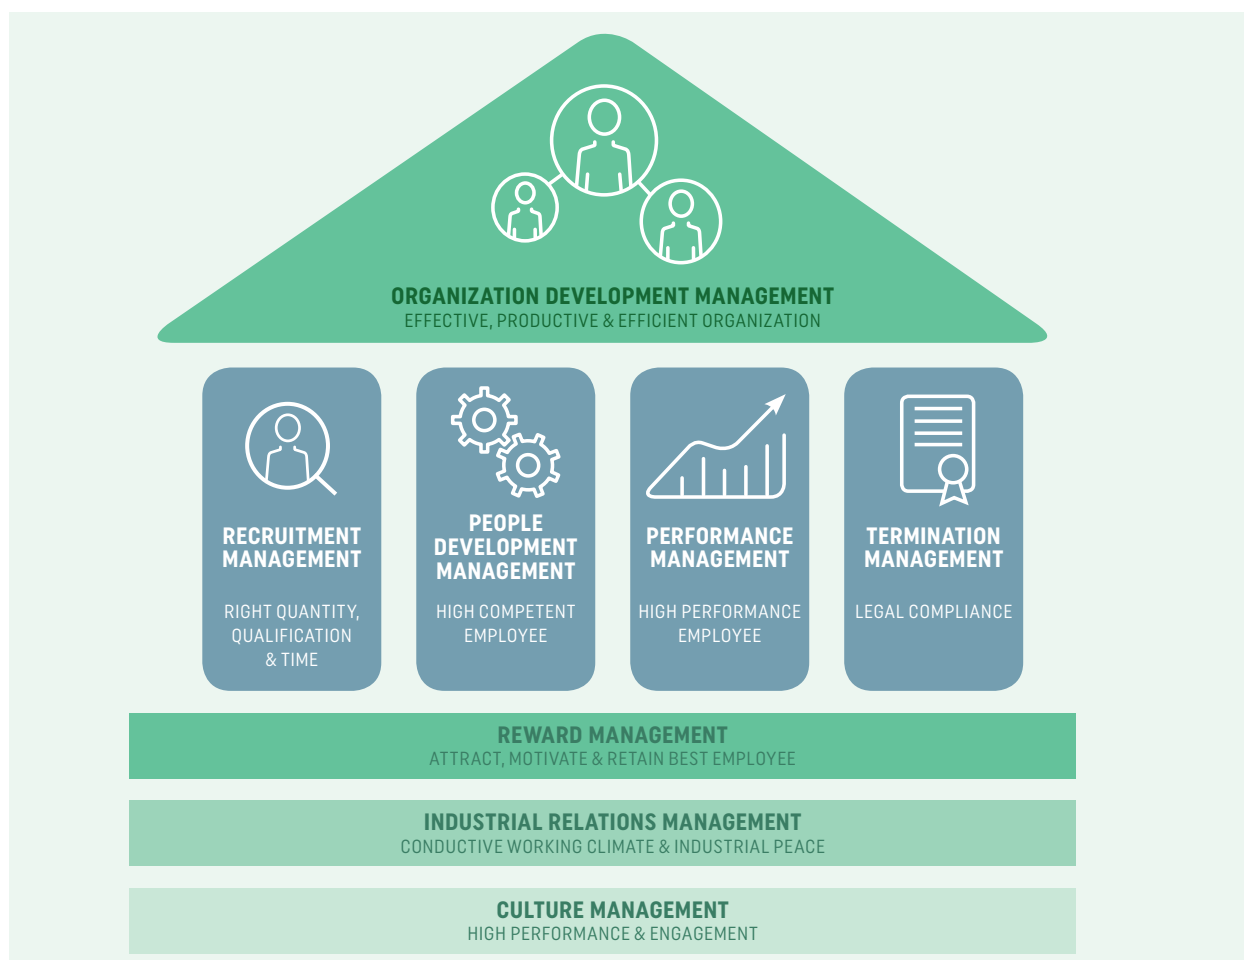 ORGANIZATION DEVELOPMENT MANAGEMENT
EFFECTIVE, PRODUCTIVE & EFFICIENT ORGANIZATION
RECRUITMENT
MANAGEMENT
RIGHT QUANTITY,
QUALIFICATION
& TIME
PEOPLE
DEVELOPMENT
MANAGEMENT
HIGH COMPETENT
EMPLOYEE
PERFORMANCE
MANAGEMENT
HIGH PERFORMANCE
EMPLOYEE
TERMINATION
MANAGEMENT
LEGAL COMPLIANCE
REWARD MANAGEMENT
ATTRACT, MOTIVATE & RETAIN BEST EMPLOYEE
INDUSTRIAL RELATIONS MANAGEMENT
CONDUCTIVE WORKING CLIMATE & INDUSTRIAL PEACE
CULTURE MANAGEMENT
HIGH PERFORMANCE & ENGAGEMENT